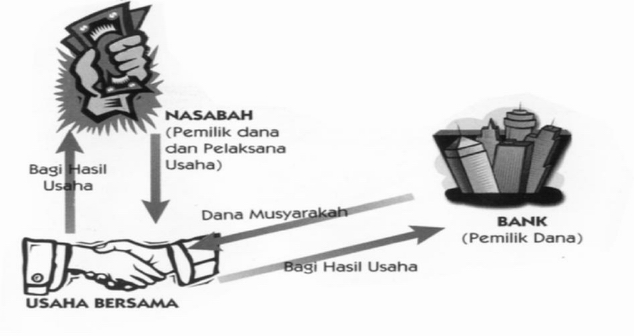 NASABAH
(Pemilik dana
dan Pelaksana
Usaha)
Bagi Hasil
Usaha
Dana Musyarakah
BANK
(Pemilik Dana)
Bagi Hasil Usaha
USAHA BERSAMA